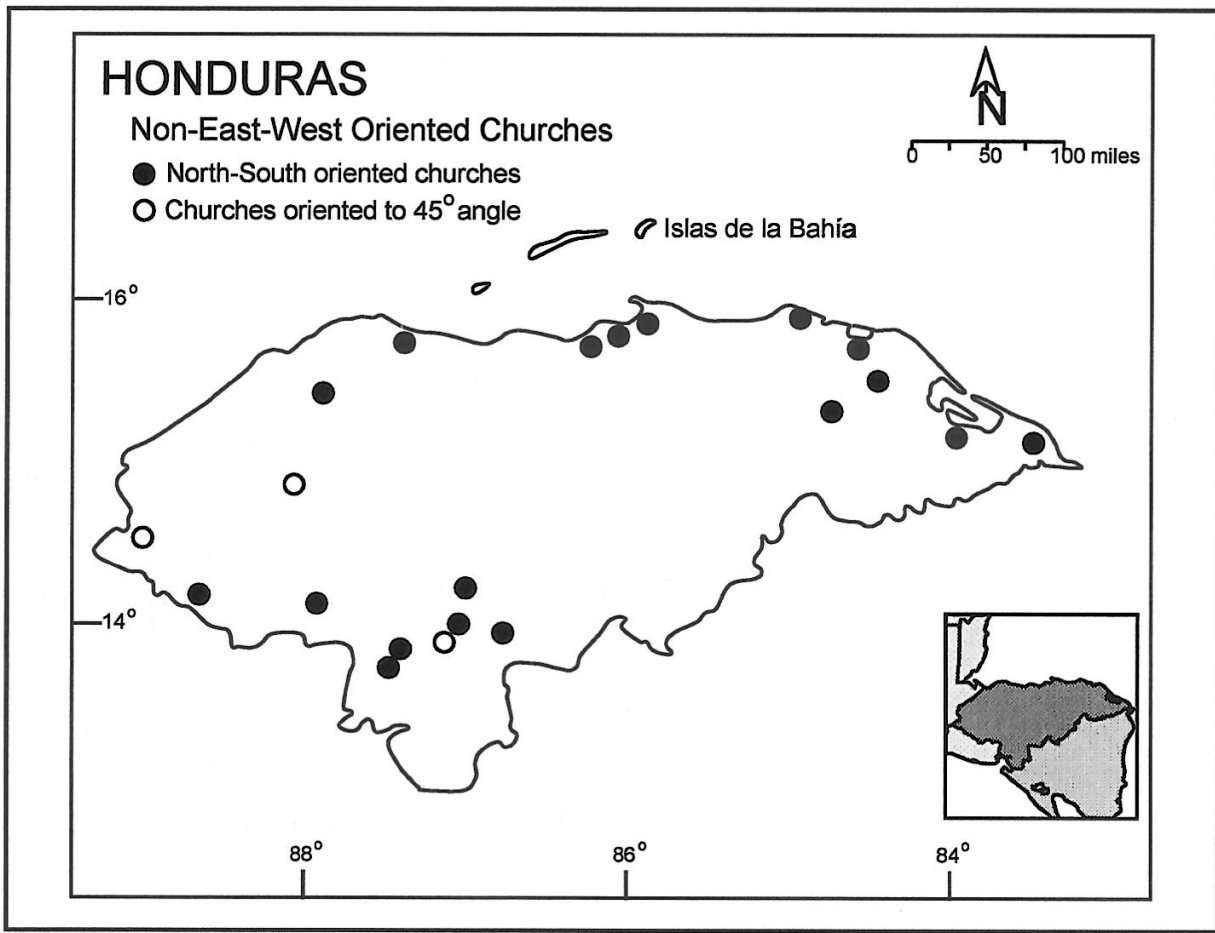 HONDURAS
Non-East-West Oriented Churches
North-South oriented churches
Churches oriented to 45° angle
N
0 50 100 miles
Islas de la Bahía
16°
14°
88° 86° 84°